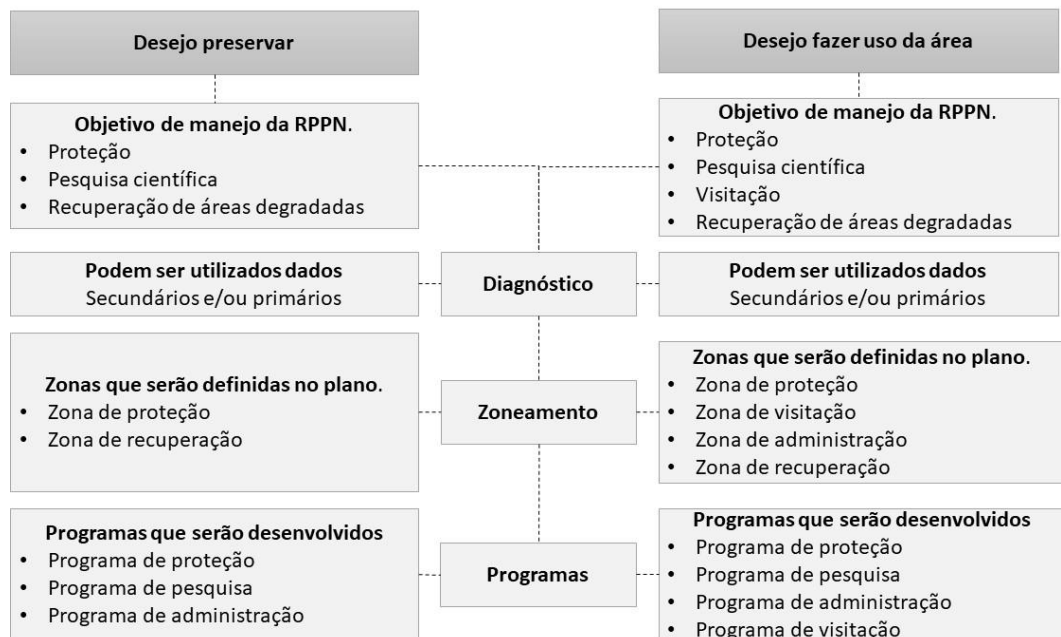 Desejo preservar
Desejo fazer uso da área
Objetivo de manejo da RPPN.
• Proteção
• Pesquisa científica
• Recuperação de áreas degradadas
Objetivo de manejo da RPPN.
• Proteção
• Pesquisa científica
• Visitação
• Recuperação de áreas degradadas
Podem ser utilizados dados
Secundários e/ou primários
Diagnóstico
Podem ser utilizados dados
Secundários e/ou primários
Zonas que serão definidas no plano.
• Zona de proteção
• Zona de recuperação
Zoneamento
Zonas que serão definidas no plano.
• Zona de proteção
• Zona de visitação
• Zona de administração
• Zona de recuperação
Programas que serão desenvolvidos
• Programa de proteção
• Programa de pesquisa
• Programa de administração
Programas
Programas que serão desenvolvidos
• Programa de proteção
• Programa de pesquisa
• Programa de administração
• Programa de visitação